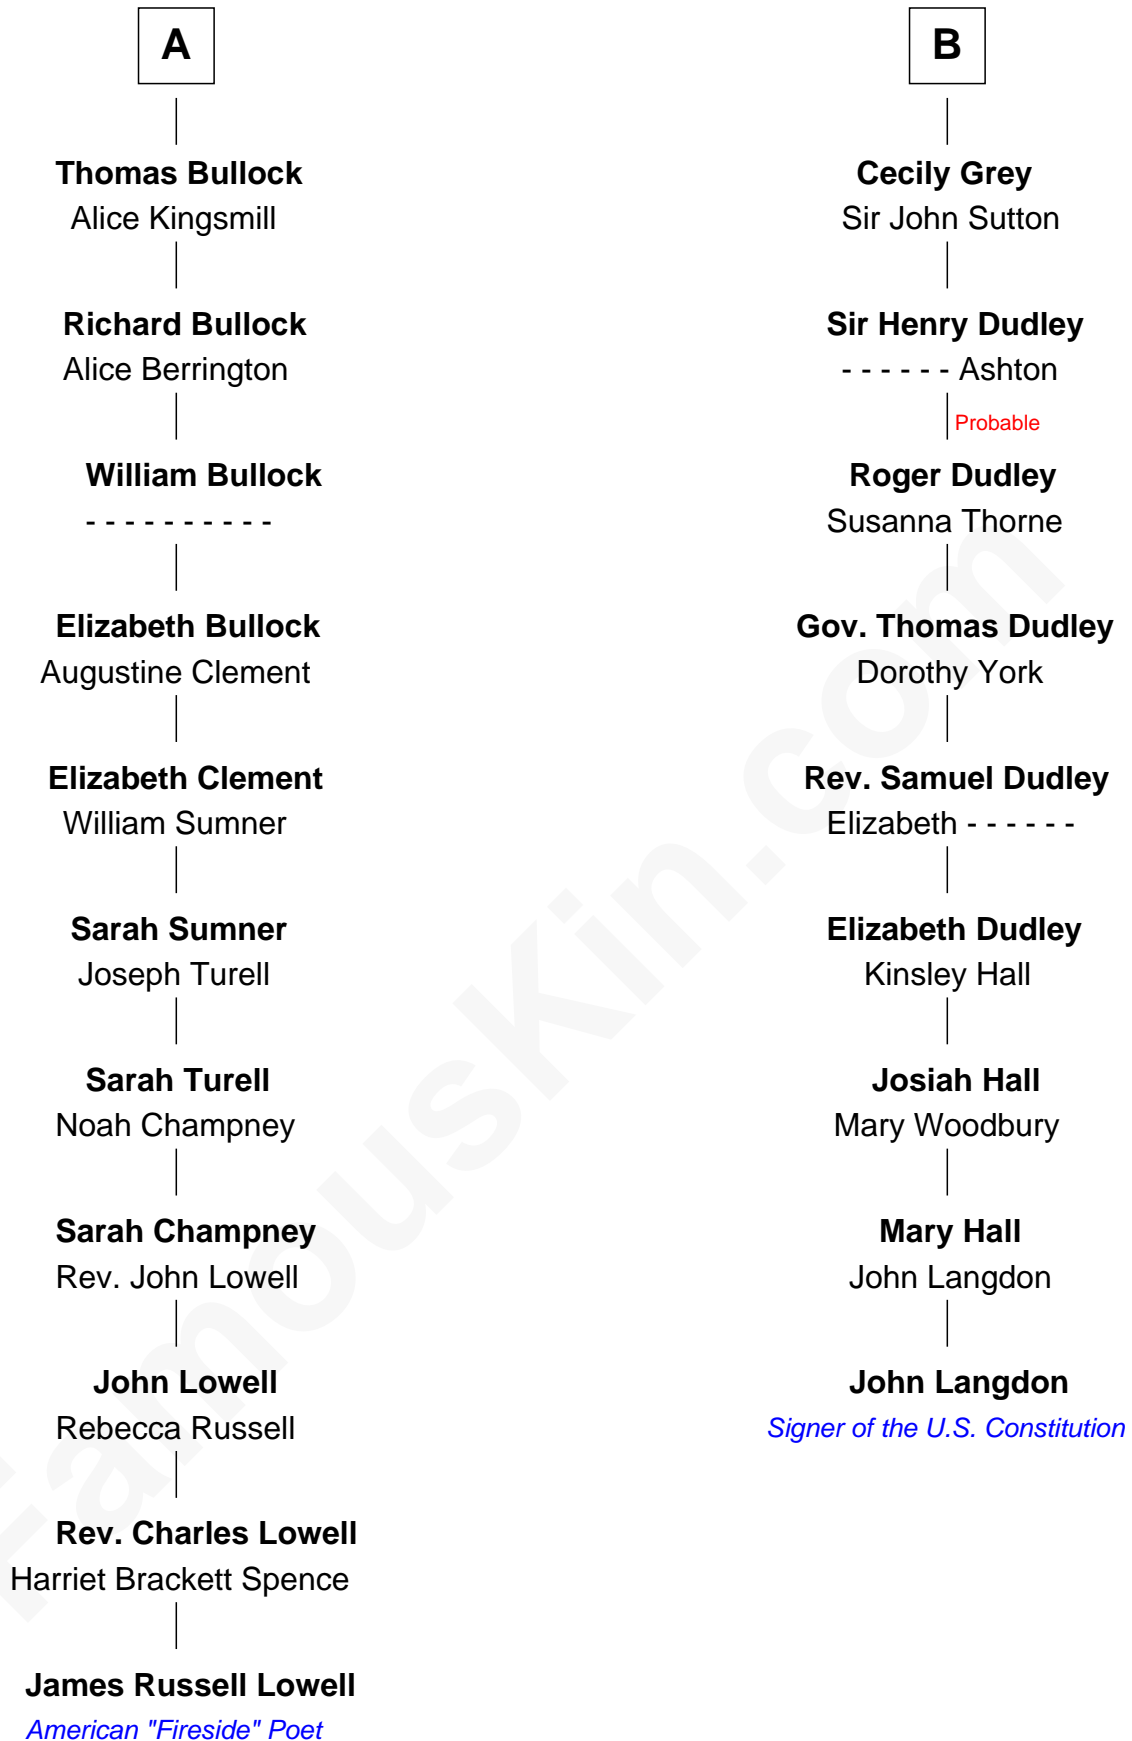 A
Thomas Bullock
Alice Kingsmill
Richard Bullock
Alice Berrington
William Bullock
- - - - - - - - - -
Elizabeth Bullock
Augustine Clement
Elizabeth Clement
William Sumner
Sarah Sumner
Joseph Turell
Sarah Turell
Noah Champney
Sarah Champney
Rev. John Lowell
John Lowell
Rebecca Russell
Rev. Charles Lowell
Harriet Brackett Spence
James Russell Lowell
American "Fireside" Poet
B
Cecily Grey
Sir John Sutton
Sir Henry Dudley
- - - - - - Ashton
Probable
Roger Dudley
Susanna Thorne
Gov. Thomas Dudley
Dorothy York
Rev. Samuel Dudley
Elizabeth - - - - - -
Elizabeth Dudley
Kinsley Hall
Josiah Hall
Mary Woodbury
Mary Hall
John Langdon
John Langdon
Signer of the U.S. Constitution
FamousKin.com